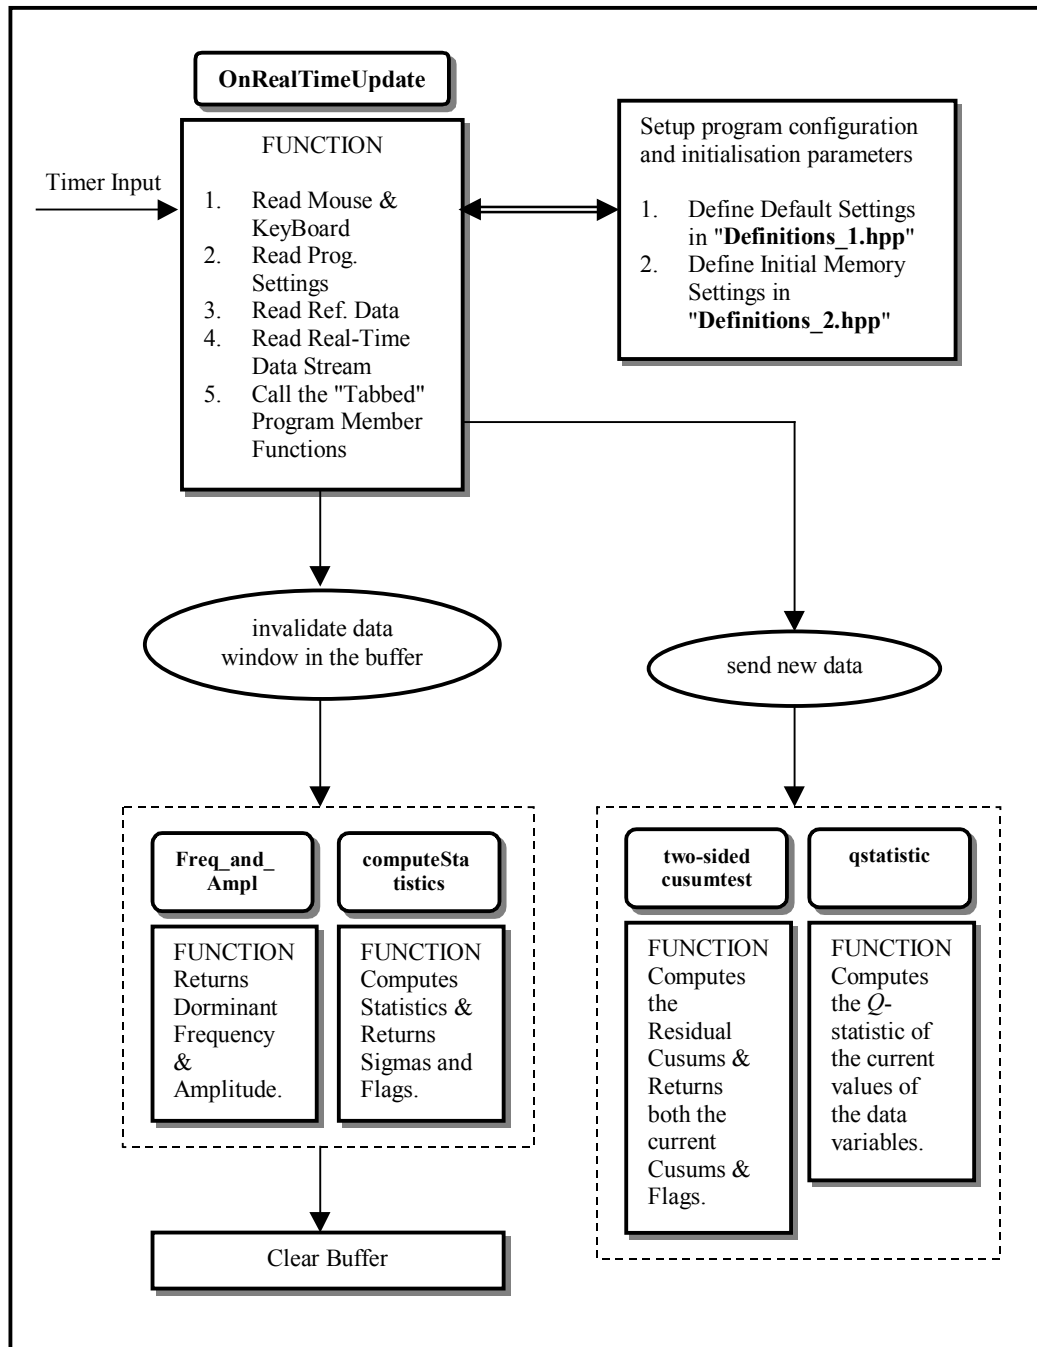 OnRealTimeUpdate
FUNCTION
1. Read Mouse &
KeyBoard
2. Read Prog.
Settings
3. Read Ref. Data
4. Read Real-Time
Data Stream
5. Call the "Tabbed"
Program Member
Functions
Timer Input
Setup program configuration
and initialisation parameters
1. Define Default Settings
in "Definitions_1.hpp"
2. Define Initial Memory
Settings in
"Definitions_2.hpp"
invalidate data
window in the buffer
send new data
Freq_and_
Ampl
FUNCTION
Returns
Dorminant
Frequency
&
Amplitude.
computeSta
tistics
FUNCTION
Computes
Statistics &
Returns
Sigmas and
Flags.
two-sided
cusumtest
FUNCTION
Computes
the
Residual
Cusums &
Returns
both the
current
Cusums &
Flags.
qstatistic
FUNCTION
Computes
the Q-
statistic of
the current
values of
the data
variables.
Clear Buffer